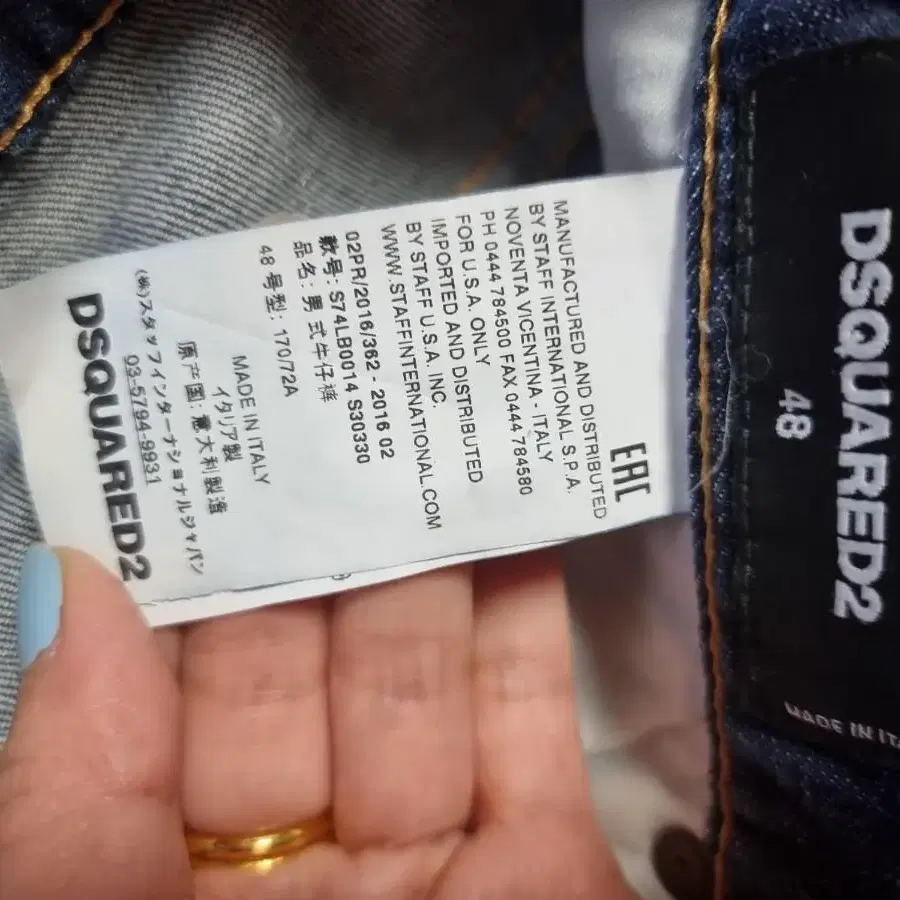 EAC
MANUFACTURED AND DISTRIBUTED
BY STAFF INTERNATIONAL S.P.A.
NOVENTA VICENTINA - ITALY
PH 0444 784500 FAX 0444 784580
FOR U.S.A. ONLY
IMPORTED AND DISTRIBUTED
BY STAFF U.S.A. INC.
WWW.STAFFINTERNATIONAL.COM
02PR/2016/362 - 2016 02
款号: S74LB0014 S30330
品名: 男式牛仔裤
48 号型: 170/72A
MADE IN ITALY
イタリア製
原产国: 意大利製造
(株)スタッフインターナショナルジャパン
03-5794-9931
DSQUARED2
DSQUARED2
48
MADE IN ITA